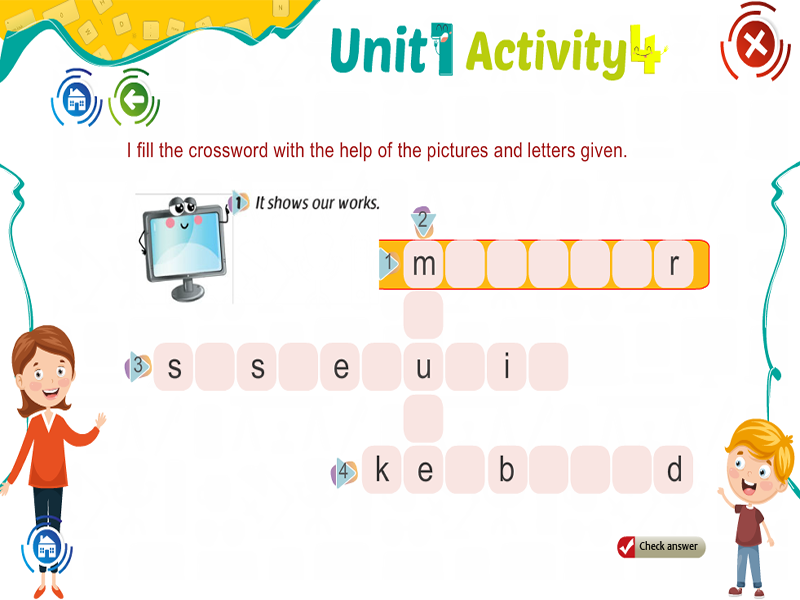 Unit 1 Activity 4
I fill the crossword with the help of the pictures and letters given.
1 It shows our works.
2
1 m r
3 s s e u i
4 k e b d
Check answer